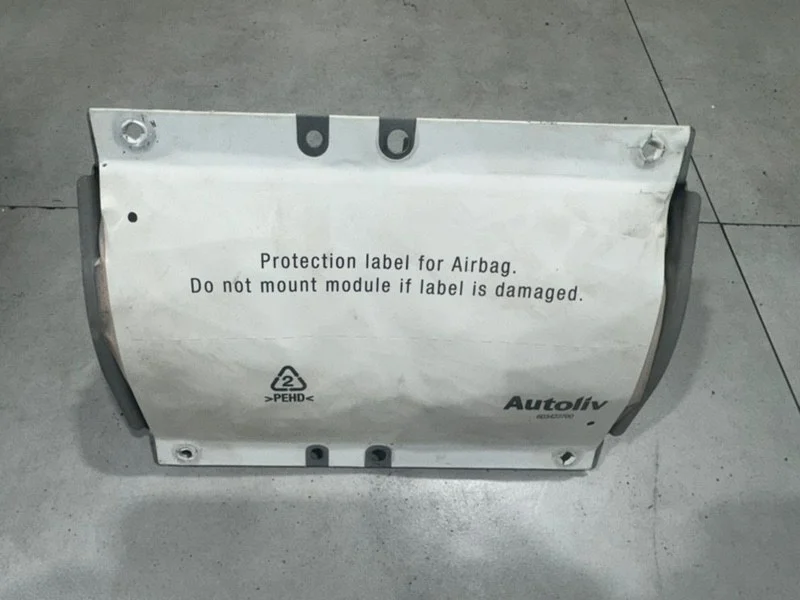 Protection label for Airbag.
Do not mount module if label is damaged.
2
>PEHD<
Autoliv